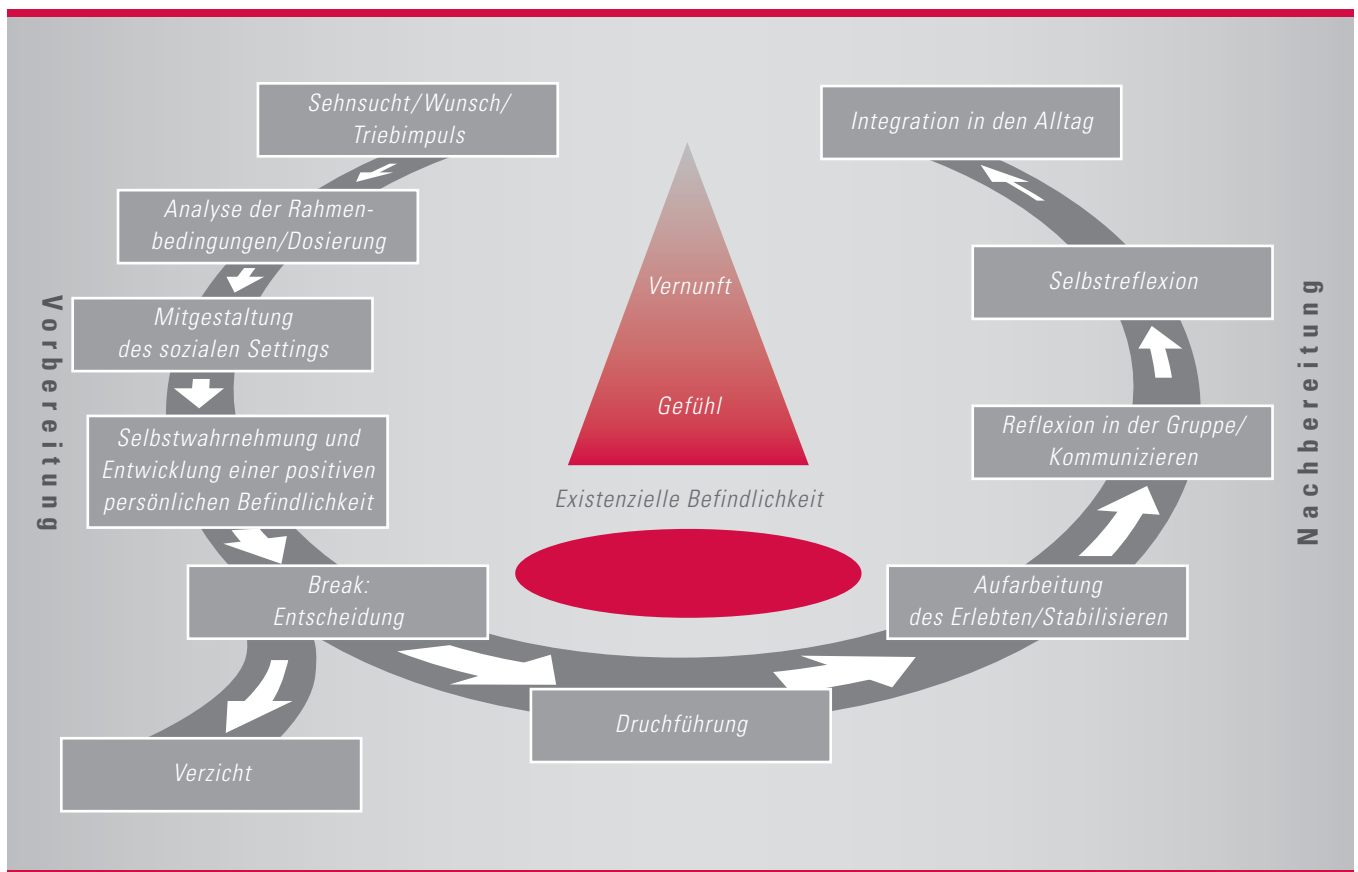 Sehnsucht/Wunsch/
Triebimpuls
Analyse der Rahmen-
bedingungen/Dosierung
Mitgestaltung
des sozialen Settings
Selbstwahrnehmung und
Entwicklung einer positiven
persönlichen Befindlichkeit
Break:
Entscheidung
Verzicht
Druchführung
Aufarbeitung
des Erlebten/Stabilisieren
Reflexion in der Gruppe/
Kommunizieren
Selbstreflexion
Integration in den Alltag
Vernunft
Gefühl
Existenzielle Befindlichkeit
Vorbereitung
Nachbereitung